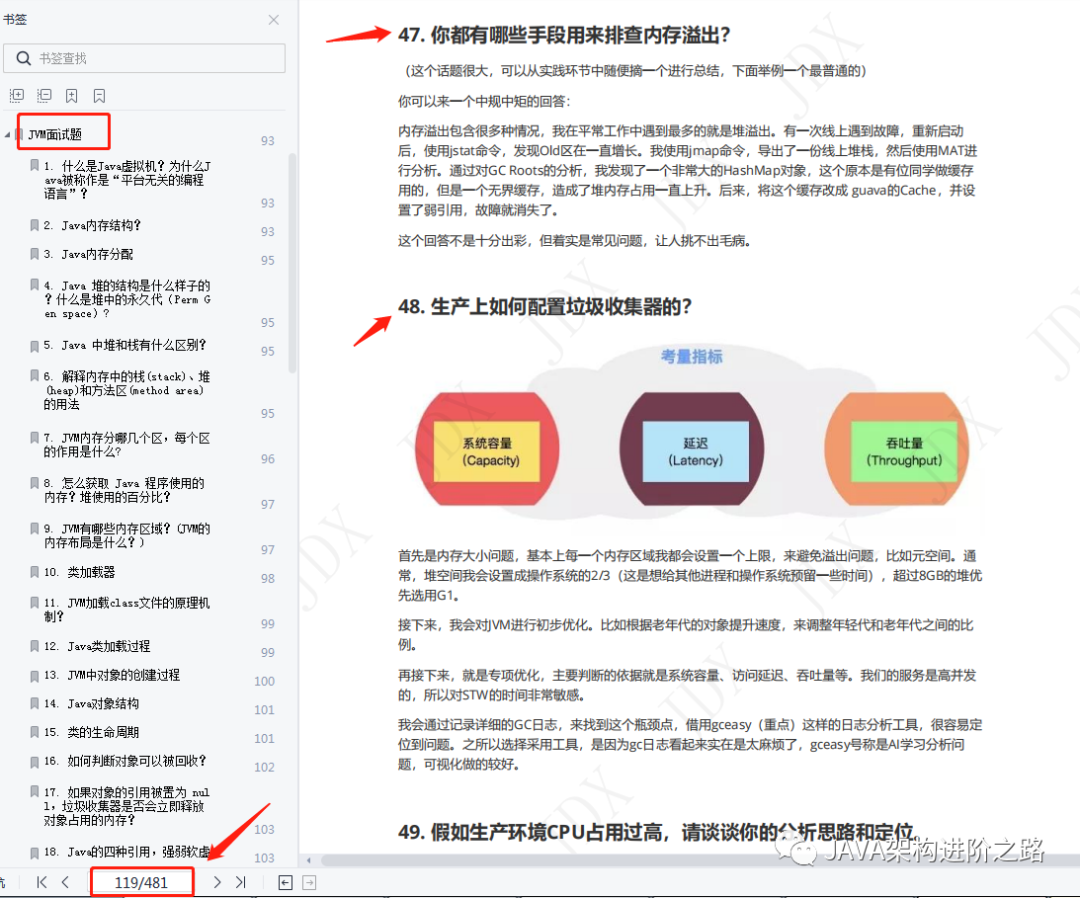 书签
书签查找
JVM面试题 93
1. 什么是Java虚拟机?为什么J
ava被称作是“平台无关的编程
语言”? 93
2. Java内存结构? 93
3. Java内存分配 95
4. Java 堆的结构是什么样子的
?什么是堆中的永久代(Perm G
en space)? 95
5. Java 中堆和栈有什么区别? 95
6. 解释内存中的栈(stack)、堆
(heap)和方法区(method area)
的用法 95
7. JVM内存分哪几个区,每个区
的作用是什么? 96
8. 怎么获取 Java 程序使用的
内存?堆使用的百分比? 97
9. JVM有哪些内存区域?(JVM的
内存布局是什么?) 97
10. 类加载器 98
11. JVM加载class文件的原理机
制? 99
12. Java类加载过程 99
13. JVM中对象的创建过程 100
14. Java对象结构 101
15. 类的生命周期 101
16. 如何判断对象可以被回收? 102
17. 如果对象的引用被置为 nul
l,垃圾收集器是否会立即释放
对象占用的内存? 103
18. Java的四种引用,强弱软虚 103
119/481
47. 你都有哪些手段用来排查内存溢出?
(这个话题很大,可以从实践环节中随便摘一个进行总结,下面举例一个最普通的)
你可以来一个中规中矩的回答:
内存溢出包含很多种情况,我在平常工作中遇到最多的就是堆溢出。有一次线上遇到故障,重新启动
后,使用jstat命令,发现Old区在一直增长。我使用jmap命令,导出了一份线上堆栈,然后使用MAT进
行分析。通过对GC Roots的分析,我发现了一个非常大的HashMap对象,这个原本是有位同学做缓存
用的,但是一个无界缓存,造成了堆内存占用一直上升。后来,将这个缓存改成 guava的Cache,并设
置了弱引用,故障就消失了。
这个回答不是十分出彩,但着实是常见问题,让人挑不出毛病。
48. 生产上如何配置垃圾收集器的?
考量指标
系统容量
(Capacity)
延迟
(Latency)
吞吐量
(Throughput)
首先是内存大小问题,基本上每一个内存区域我都会设置一个上限,来避免溢出问题,比如元空间。通
常,堆空间我会设置成操作系统的2/3(这是想给其他进程和操作系统预留一些时间),超过8GB的堆优
先选用G1。
接下来,我会对JVM进行初步优化。比如根据老年代的对象提升速度,来调整年轻代和老年代之间的比
例。
再接下来,就是专项优化,主要判断的依据就是系统容量、访问延迟、吞吐量等。我们的服务是高并发
的,所以对STW的时间非常敏感。
我会通过记录详细的GC日志,来找到这个瓶颈点,借用gceasy(重点)这样的日志分析工具,很容易定
位到问题。之所以选择采用工具,是因为gc日志看起来实在是太麻烦了,gceasy号称是AI学习分析问
题,可视化做的较好。
49. 假如生产环境CPU占用过高,请谈谈你的分析思路和定位。
JAVA架构进阶之路
JDX
JDX
JDX
JDX
JDX
JDX
JDX
JDX